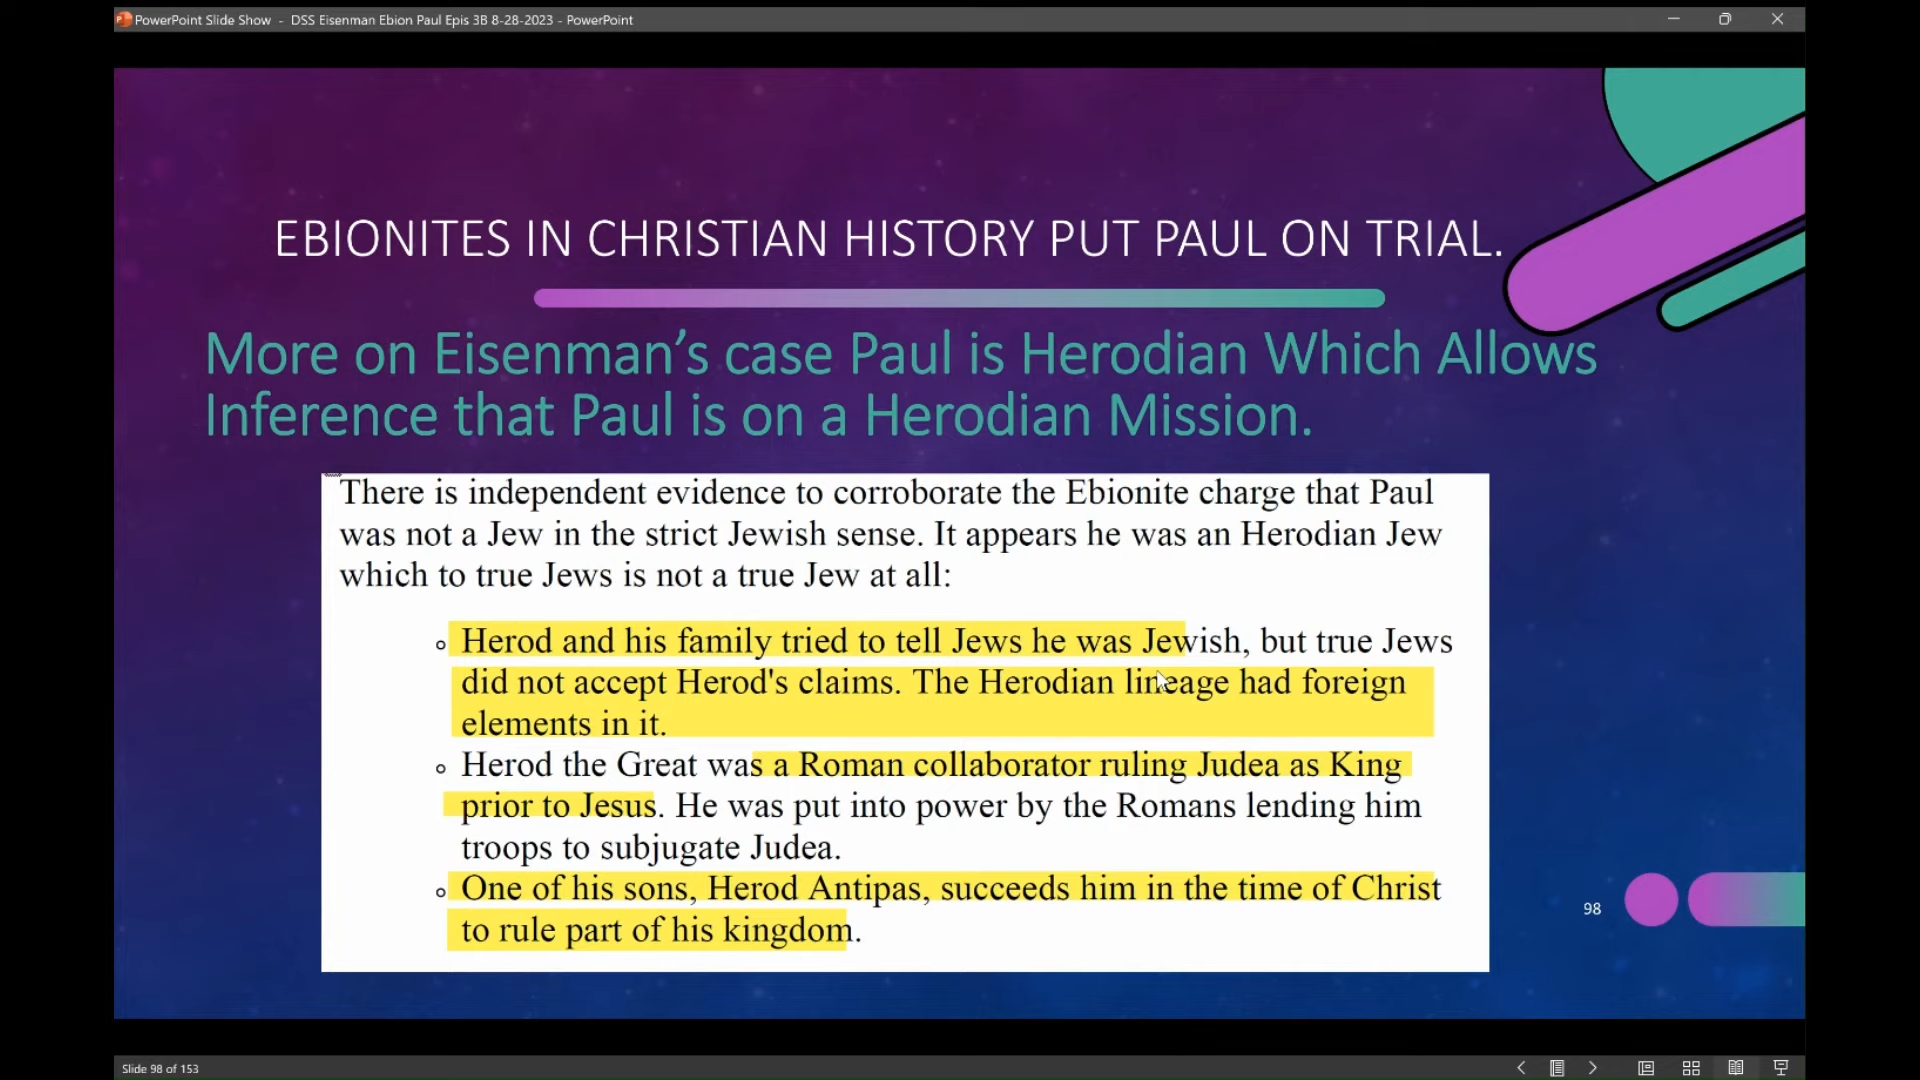 PowerPoint Slide Show - DSS Eisenman Ebion Paul Epis 3B 8-28-2023 - PowerPoint
EBIONITES IN CHRISTIAN HISTORY PUT PAUL ON TRIAL.
More on Eisenman's case Paul is Herodian Which Allows
Inference that Paul is on a Herodian Mission.
There is independent evidence to corroborate the Ebionite charge that Paul
was not a Jew in the strict Jewish sense. It appears he was an Herodian Jew
which to true Jews is not a true Jew at all:
Herod and his family tried to tell Jews he was Jewish, but true Jews
did not accept Herod's claims. The Herodian lineage had foreign
elements in it.
Herod the Great was a Roman collaborator ruling Judea as King
prior to Jesus. He was put into power by the Romans lending him
troops to subjugate Judea.
One of his sons, Herod Antipas, succeeds him in the time of Christ
to rule part of his kingdom.
98
Slide 98 of 153